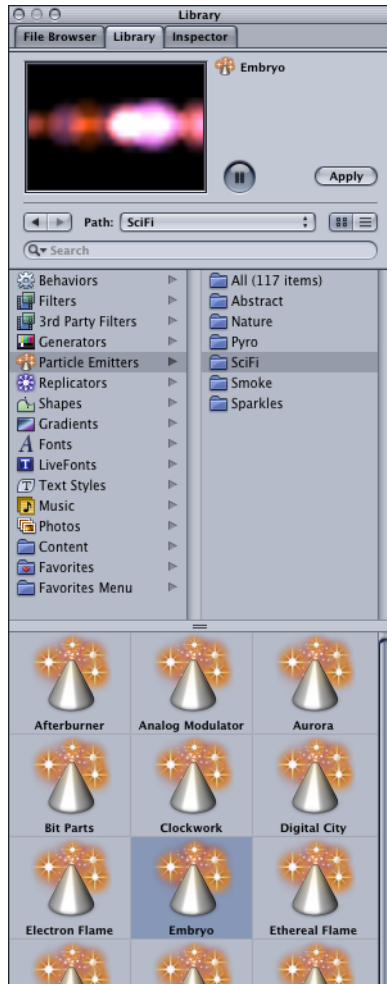 Library
File Browser Library Inspector
Embryo
Apply
Path: SciFi
Search
Behaviors
Filters
3rd Party Filters
Generators
Particle Emitters
Replicators
Shapes
Gradients
Fonts
LiveFonts
Text Styles
Music
Photos
Content
Favorites
Favorites Menu
All (117 items)
Abstract
Nature
Pyro
SciFi
Smoke
Sparkles
Afterburner Analog Modulator Aurora
Bit Parts Clockwork Digital City
Electron Flame Embryo Ethereal Flame